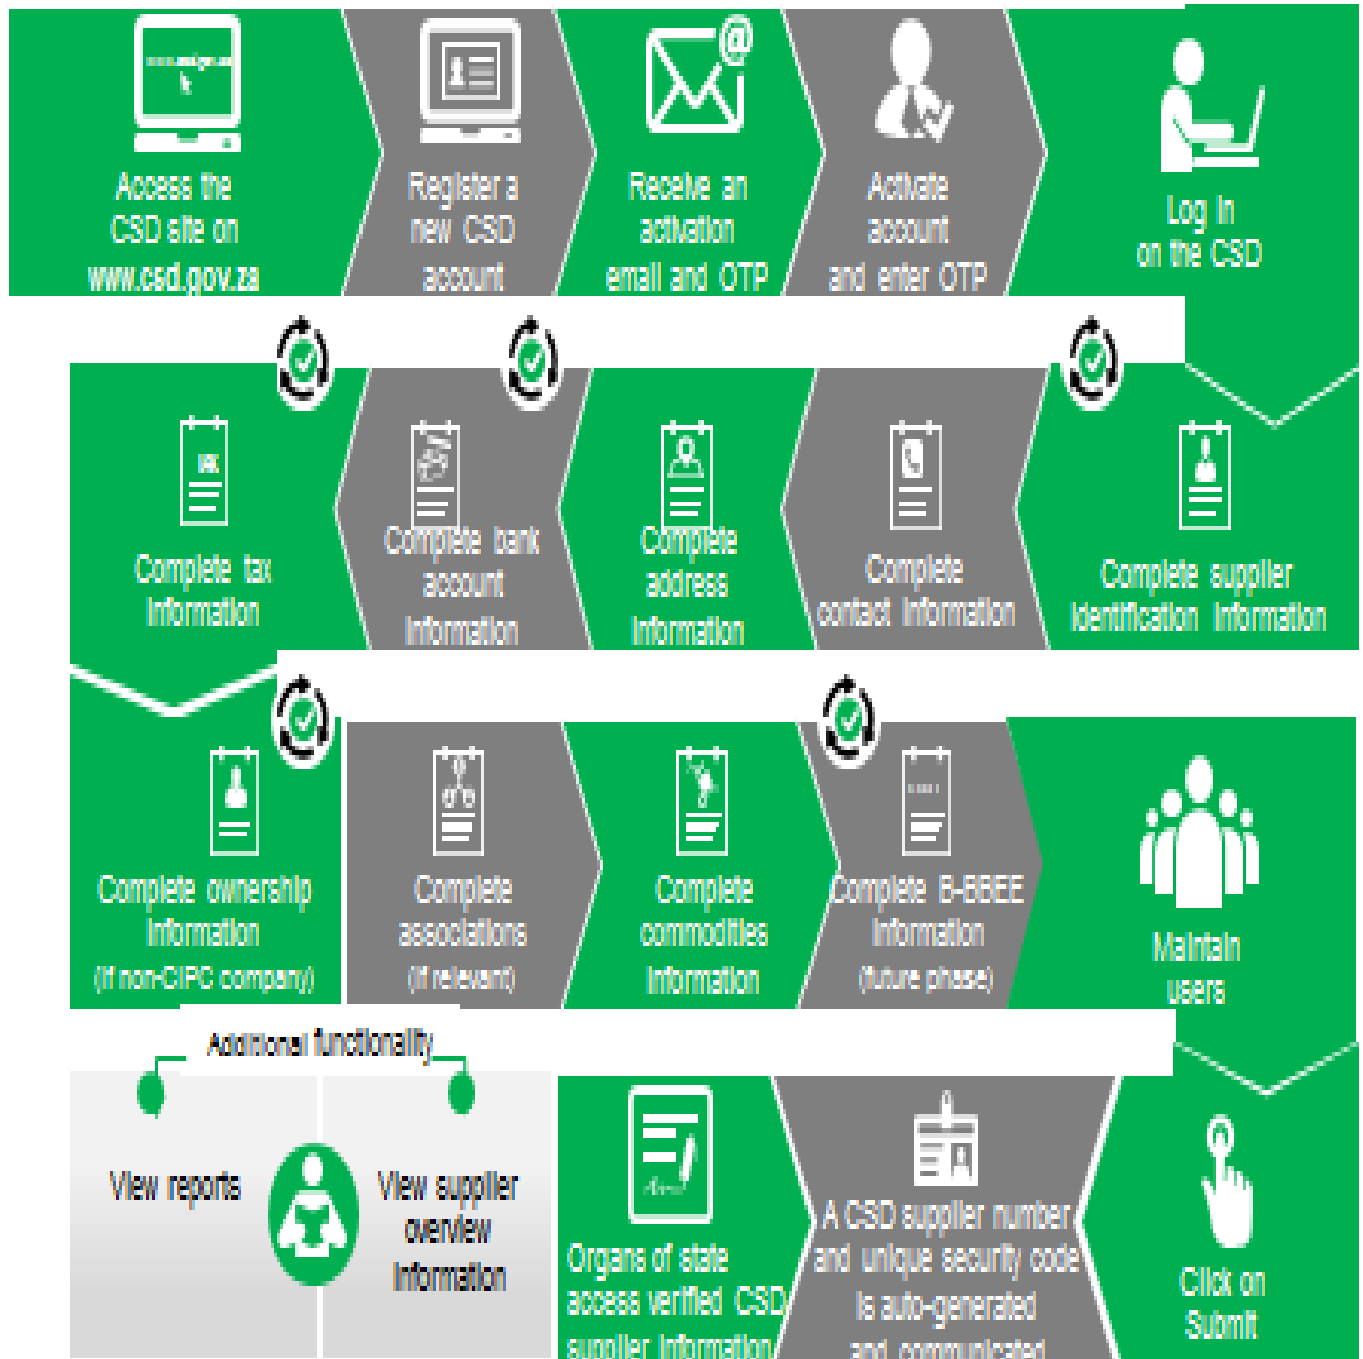 Access the
CSD site on
www.csd.gov.za
Register a
new CSD
account
Receive an
activation
email and OTP
Activate
account
and enter OTP
Log in
on the CSD
Complete supplier
identification information
Complete
contact information
Complete
address
information
Complete bank
account
information
Complete tax
information
Complete ownership
information
(if non-CIPC company)
Complete
associations
(if relevant)
Complete
commodities
information
Complete B-BBEE
information
(future phase)
Maintain
users
Click on
Submit
A CSD supplier number
and unique security code
is auto-generated
and communicated
Organs of state
access verified CSD
supplier information
Additional functionality
View reports
View supplier
overview
information